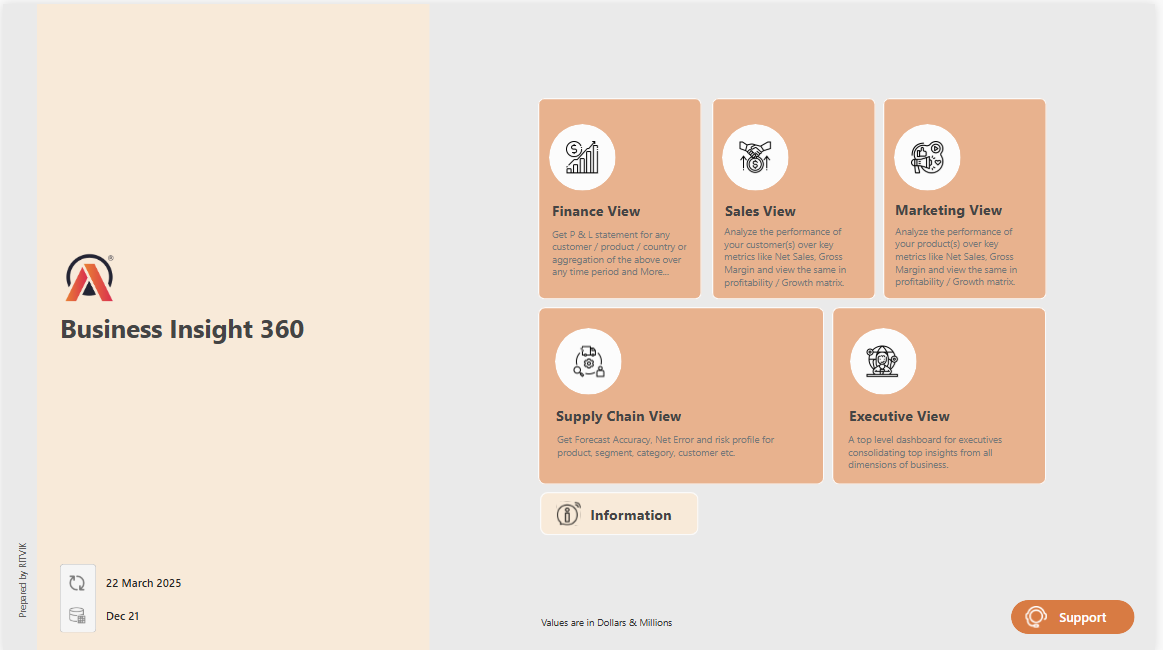 Business Insight 360
Prepared by RITVIK
22 March 2025
Dec 21
Finance View
Get P & L statement for any
customer / product / country or
aggregation of the above over
any time period and More...
Sales View
Analyze the performance of
your customer(s) over key
metrics like Net Sales, Gross
Margin and view the same in
profitability / Growth matrix.
Marketing View
Analyze the performance of
your product(s) over key
metrics like Net Sales, Gross
Margin and view the same in
profitability / Growth matrix.
Supply Chain View
Get Forecast Accuracy, Net Error and risk profile for
product, segment, category, customer etc.
Executive View
A top level dashboard for executives
consolidating top insights from all
dimensions of business.
Information
Values are in Dollars & Millions
Support